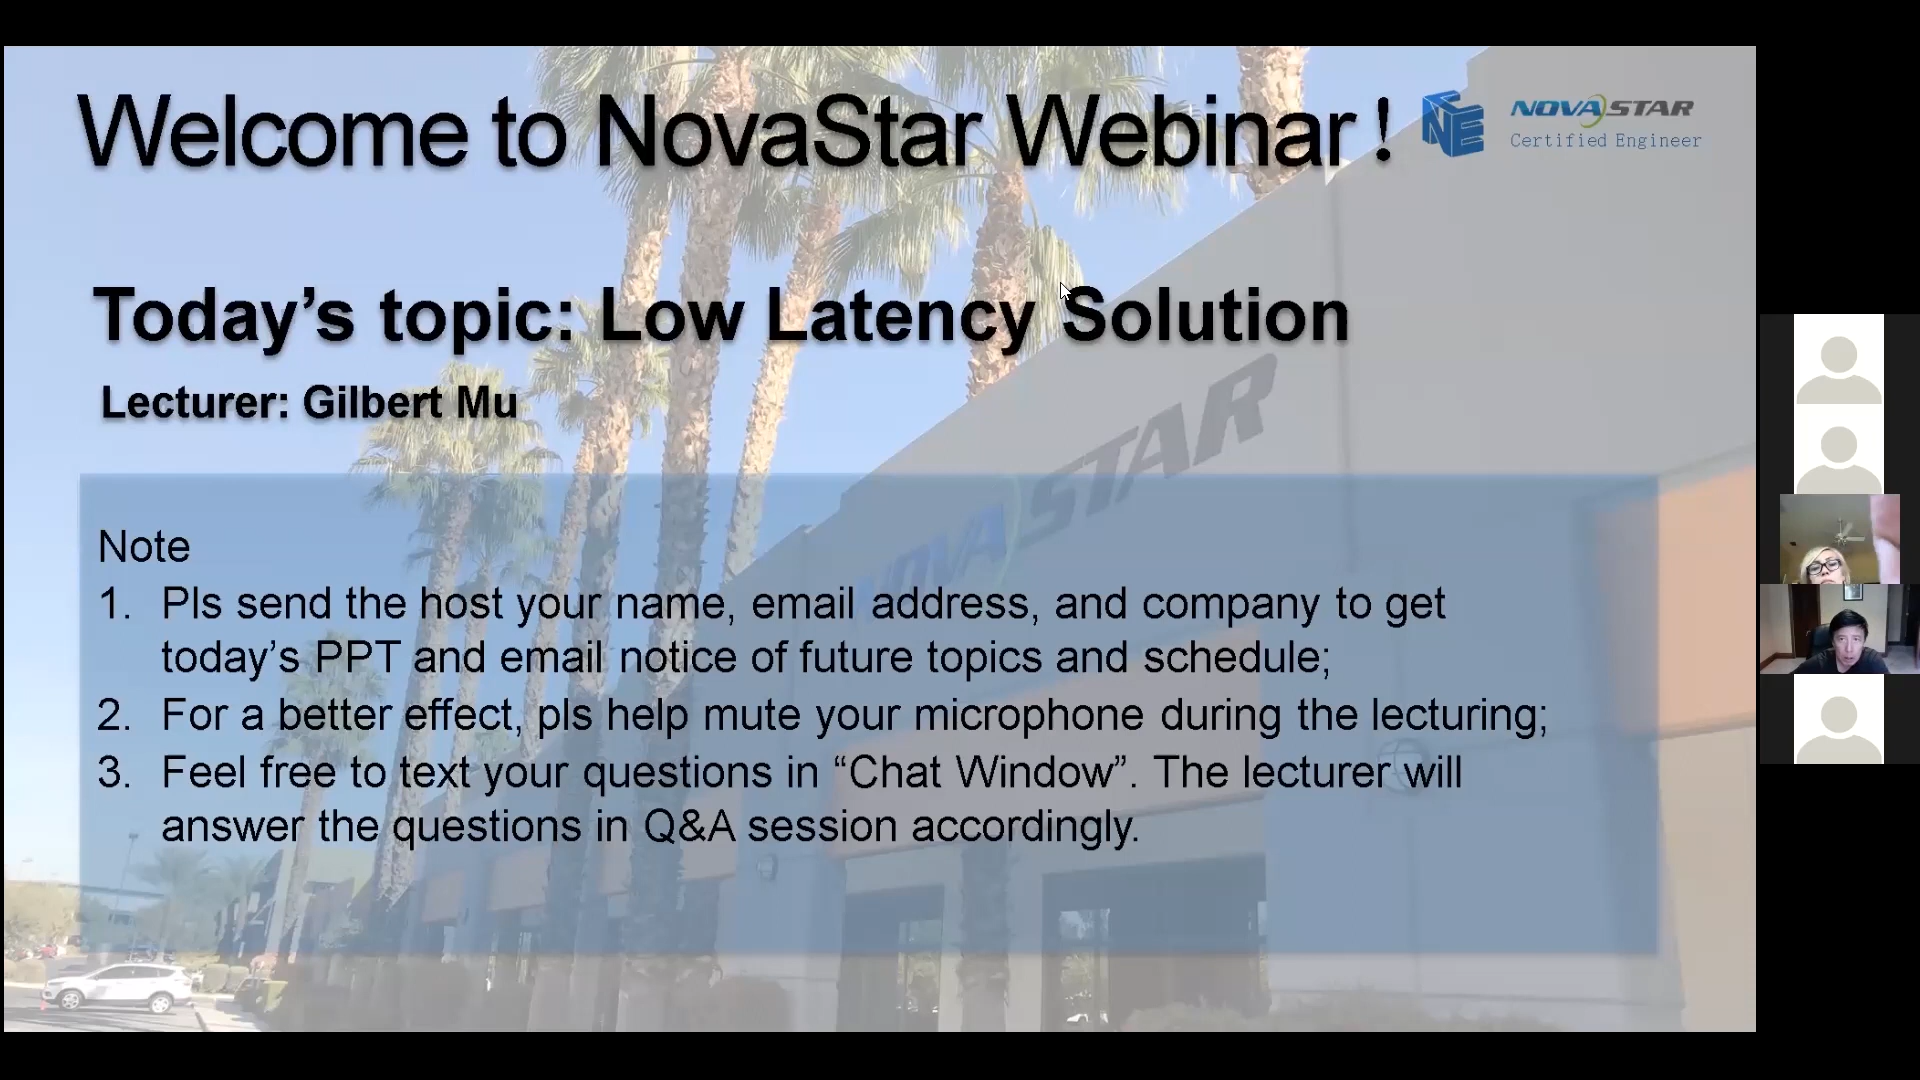 Welcome to NovaStar Webinar!
NE
NOVASTAR
Certified Engineer
Today’s topic: Low Latency Solution
Lecturer: Gilbert Mu
NOVASTAR
Note
1. Pls send the host your name, email address, and company to get
today’s PPT and email notice of future topics and schedule;
2. For a better effect, pls help mute your microphone during the lecturing;
3. Feel free to text your questions in “Chat Window”. The lecturer will
answer the questions in Q&A session accordingly.